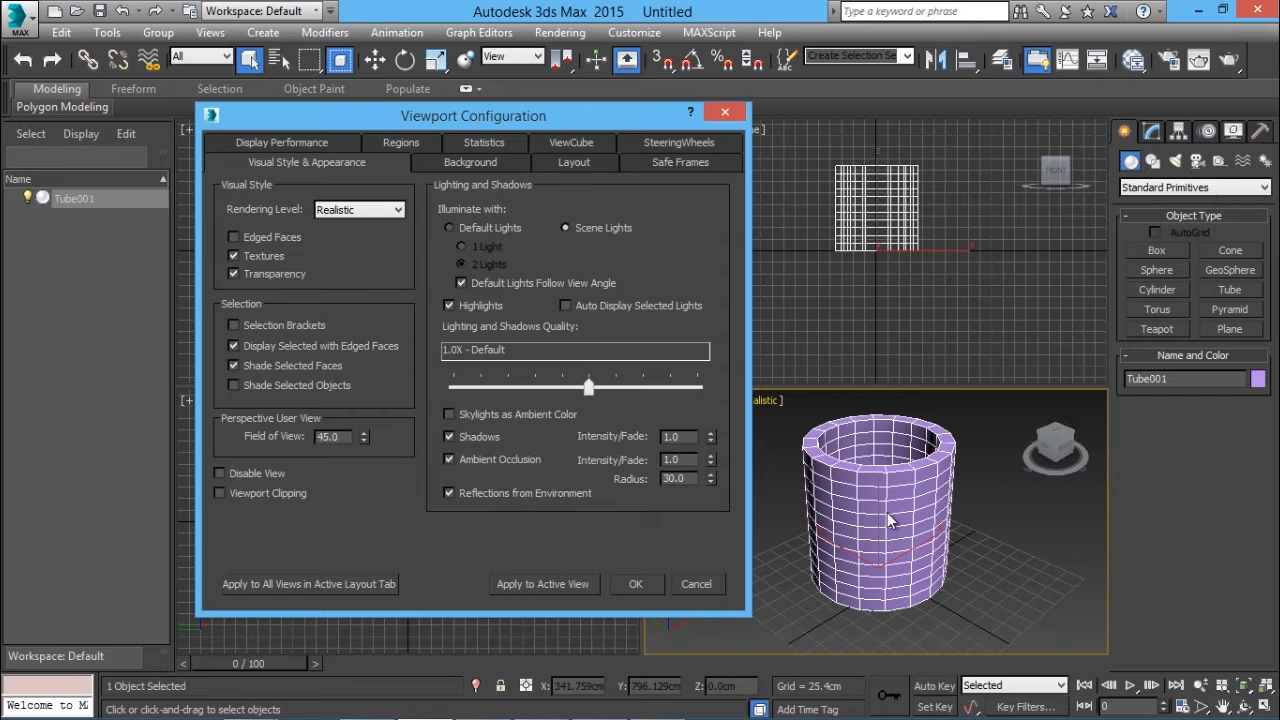 Workspace: Default
Autodesk 3ds Max 2015 Untitled
Type a keyword or phrase
MAX
Edit Tools Group Views Create Modifiers Animation Graph Editors Rendering Customize MAXScript Help
All
View
Create Selection Se
Modeling Freeform Selection Object Paint Populate
Polygon Modeling
Select Display Edit
Name
Tube001
Viewport Configuration
Display Performance Regions Statistics ViewCube SteeringWheels
Visual Style & Appearance Background Layout Safe Frames
Visual Style
Rendering Level: Realistic
Edged Faces
Textures
Transparency
Selection
Selection Brackets
Display Selected with Edged Faces
Shade Selected Faces
Shade Selected Objects
Perspective User View
Field of View: 45.0
Disable View
Viewport Clipping
Lighting and Shadows
Illuminate with:
Default Lights Scene Lights
1 Light
2 Lights
Default Lights Follow View Angle
Highlights Auto Display Selected Lights
Lighting and Shadows Quality:
1.0X - Default
Skylights as Ambient Color
Shadows Intensity/Fade: 1.0
Ambient Occlusion Intensity/Fade: 1.0
Radius: 30.0
Reflections from Environment
Apply to All Views in Active Layout Tab Apply to Active View OK Cancel
FRONT
alistic ]
Standard Primitives
Object Type
AutoGrid
Box Cone
Sphere GeoSphere
Cylinder Tube
Torus Pyramid
Teapot Plane
Name and Color
Tube001
Workspace: Default
0 / 100
1 Object Selected X: 341.759cm Y: 796.129cm Z: 0.0cm Grid = 25.4cm Auto Key Selected
Welcome to M Click or click-and-drag to select objects Add Time Tag Set Key Key Filters... 0